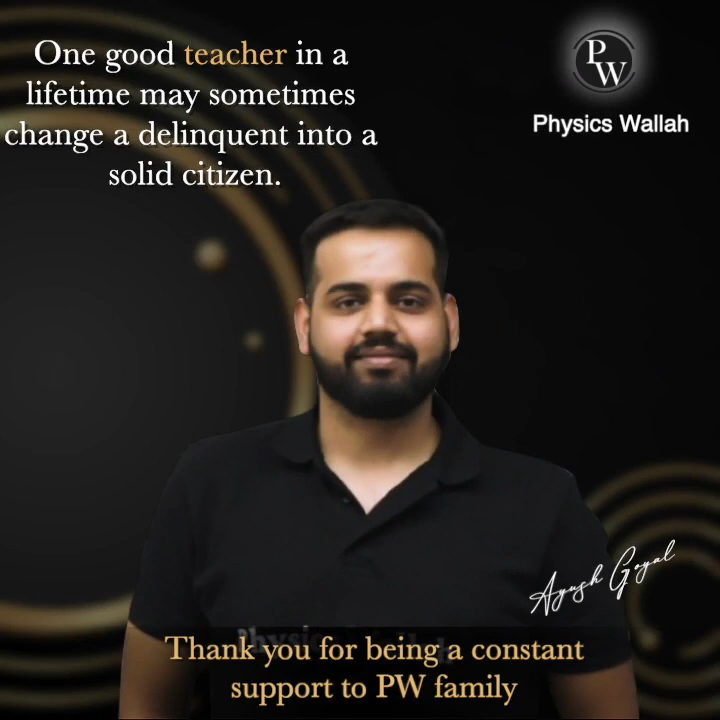 One good teacher in a
lifetime may sometimes
change a delinquent into a
solid citizen.
PW
Physics Wallah
Ayush Goyal
Thank you for being a constant
support to PW family